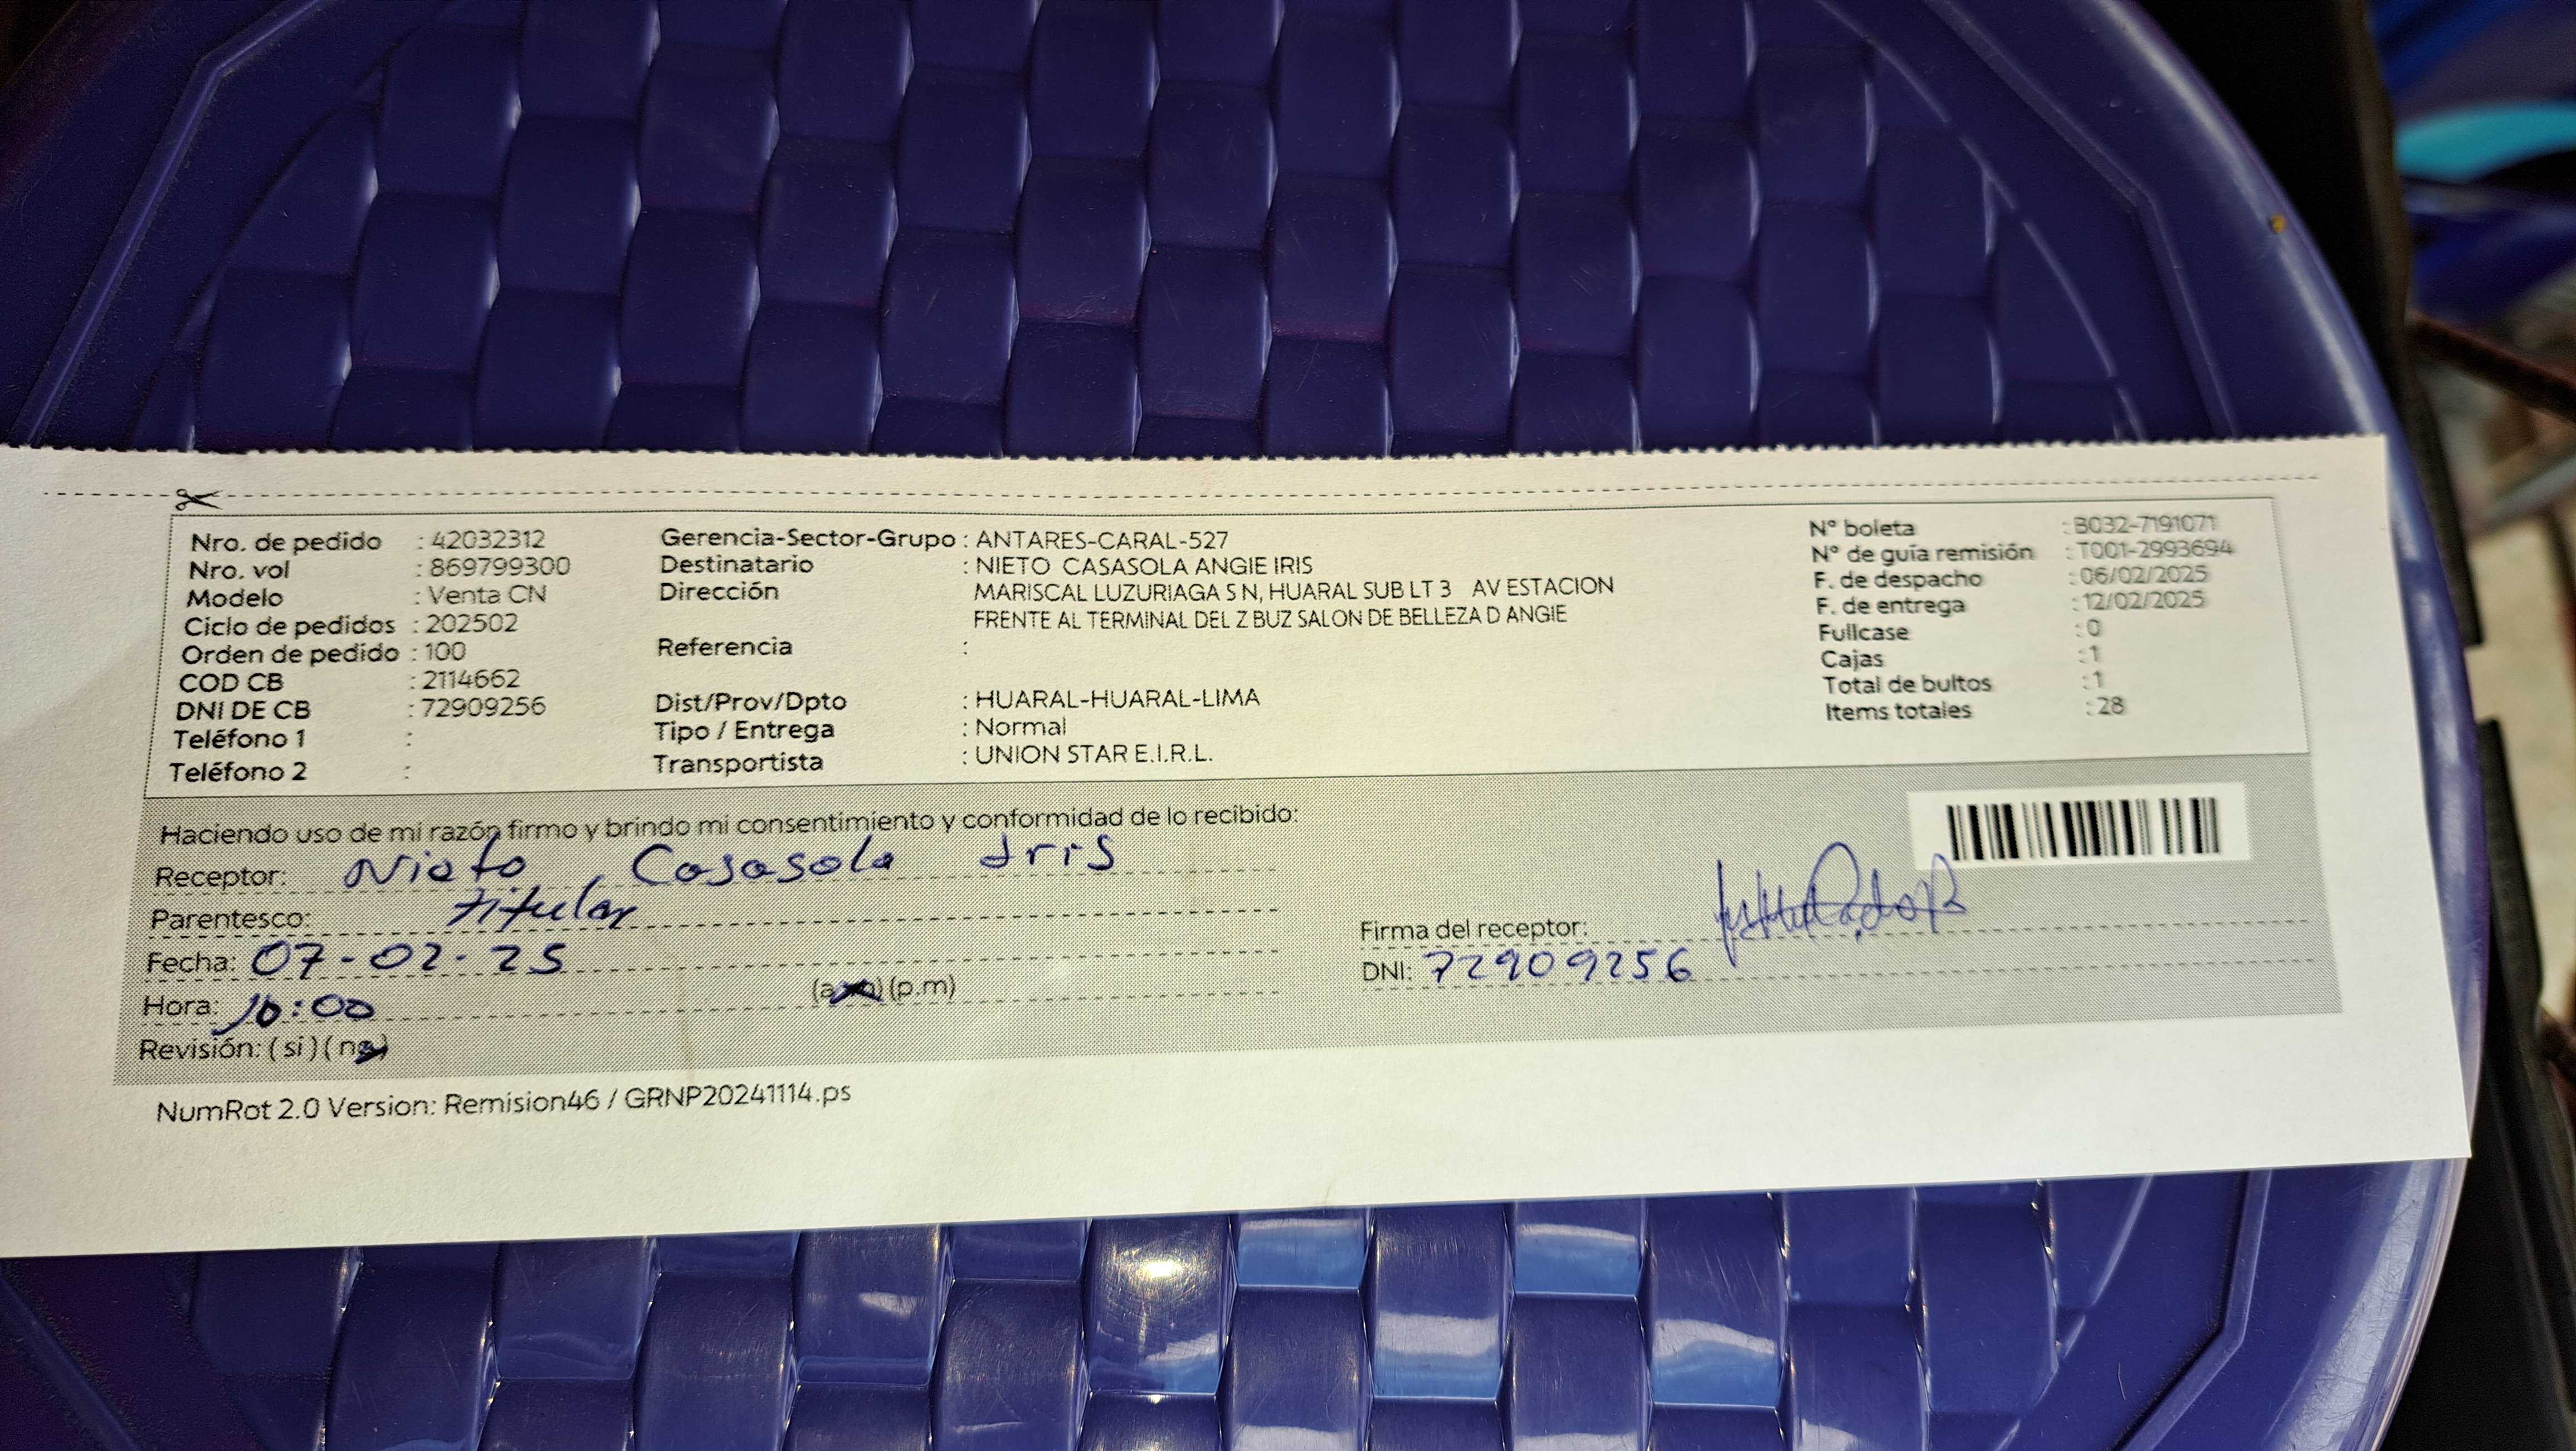 Nro. de pedido : 42032312
Nro. vol : 869799300
Modelo : Venta CN
Ciclo de pedidos : 202502
Orden de pedido : 100
COD CB : 2114662
DNI DE CB : 72909256
Teléfono 1 :
Teléfono 2 :
Gerencia-Sector-Grupo : ANTARES-CARAL-527
Destinatario : NIETO CASASOLA ANGIE IRIS
Dirección MARISCAL LUZURIAGA S N, HUARAL SUB LT 3 AV ESTACION
FRENTE AL TERMINAL DEL Z BUZ SALON DE BELLEZA D ANGIE
Referencia :
Dist/Prov/Dpto : HUARAL-HUARAL-LIMA
Tipo / Entrega : Normal
Transportista : UNION STAR E.I.R.L.
N° boleta : B032-7191071
N° de guía remisión : T001-2993694
F. de despacho : 06/02/2025
F. de entrega : 12/02/2025
Fullcase : 0
Cajas : 1
Total de bultos : 1
Items totales : 28
Haciendo uso de mi razón firmo y brindo mi consentimiento y conformidad de lo recibido:
Receptor: Nieto Casasola Iris
Parentesco: titular
Fecha: 07-02-25
Hora: 10:00 (a.m) (p.m)
Revisión: (si) (no)
Firma del receptor:
DNI: 72909256
NumRot 2.0 Version: Remision46 / GRNP20241114.ps